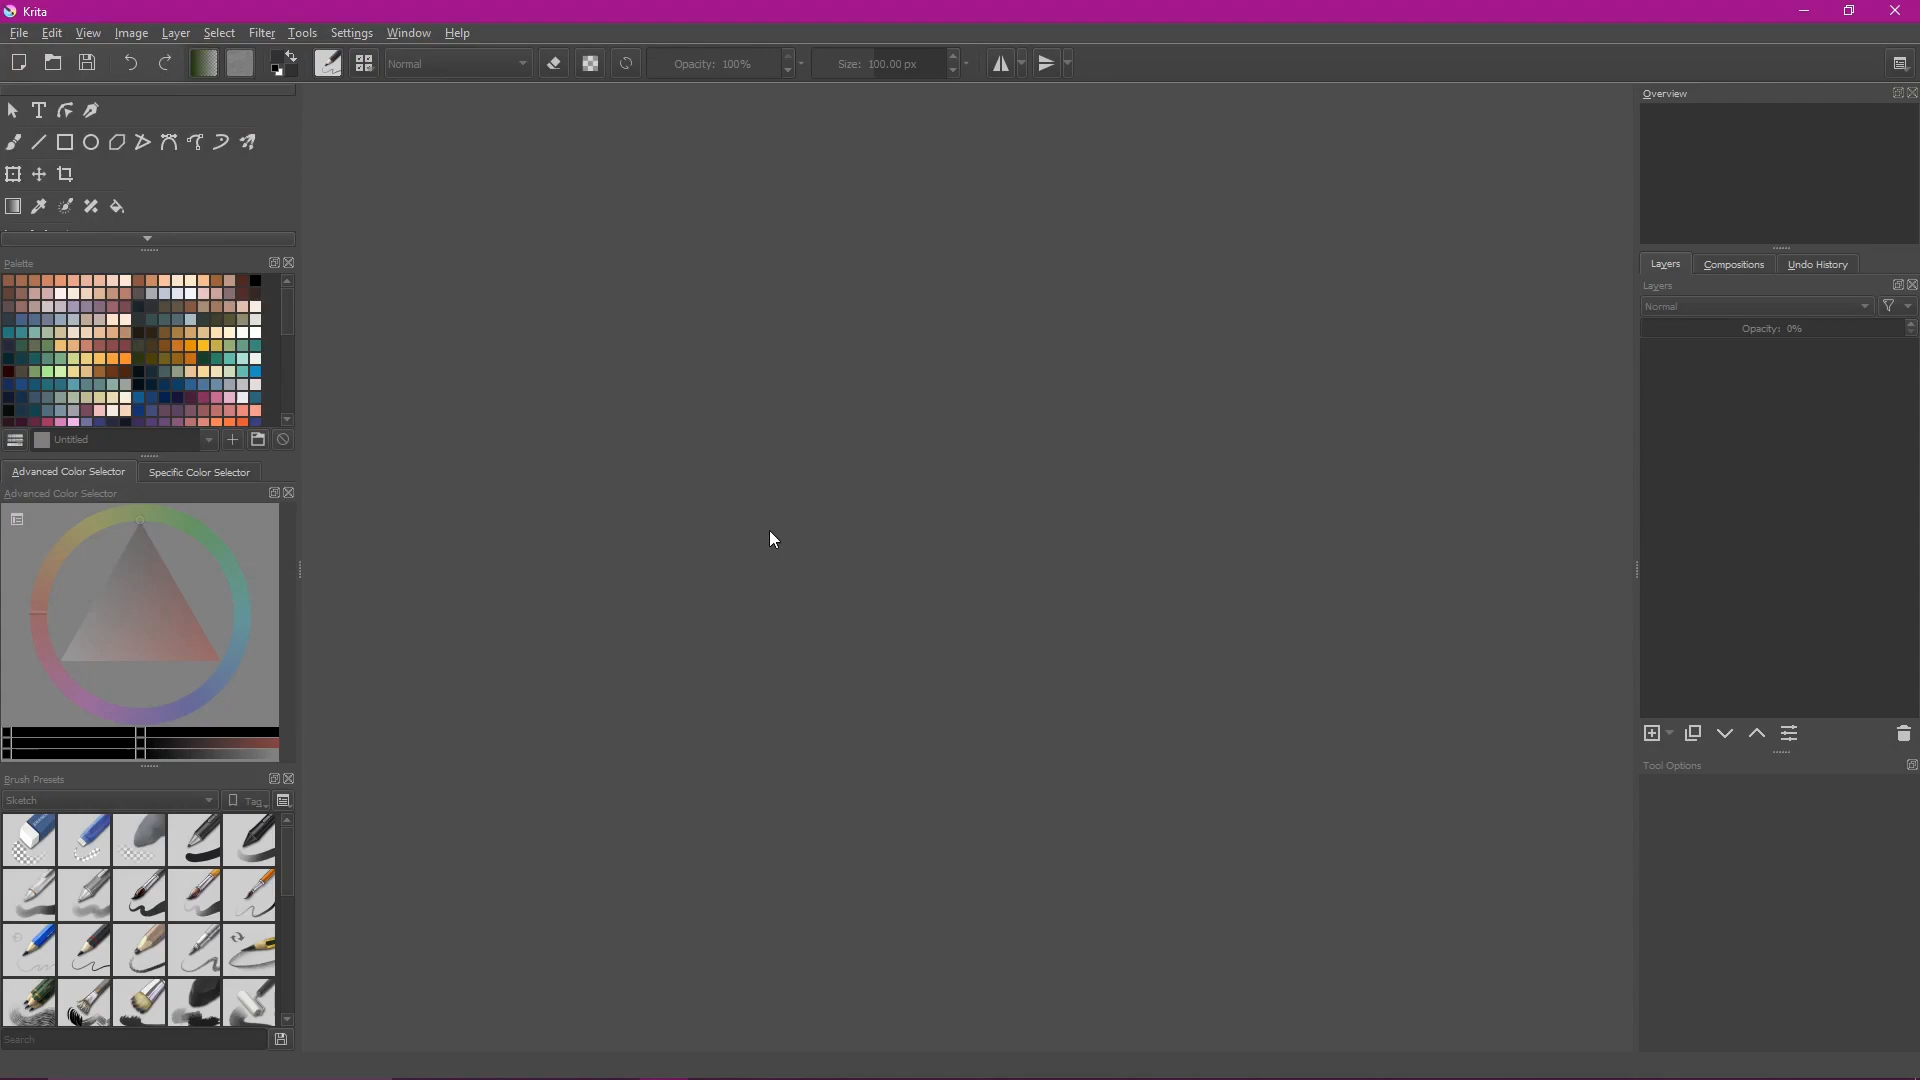 Krita
File Edit View Image Layer Select Filter Tools Settings Window Help
Normal Opacity: 100% Size: 100.00 px
Overview
Palette
Layers Compositions Undo History
Layers
Normal
Opacity: 0%
Untitled
Advanced Color Selector Specific Color Selector
Advanced Color Selector
Tool Options
Brush Presets
Sketch Tag
Search